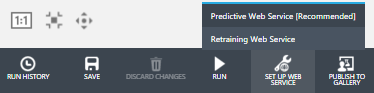 1:1
Predictive Web Service [Recommended]
Retraining Web Service
RUN HISTORY
SAVE
DISCARD CHANGES
RUN
SET UP WEB
SERVICE
PUBLISH TO
GALLERY